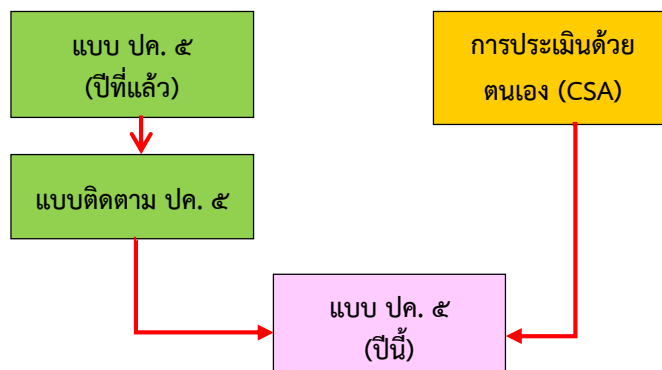 แบบ ปค. ๕
(ปีที่แล้ว)
การประเมินด้วย
ตนเอง (CSA)
แบบติดตาม ปค. ๕
แบบ ปค. ๕
(ปีนี้)